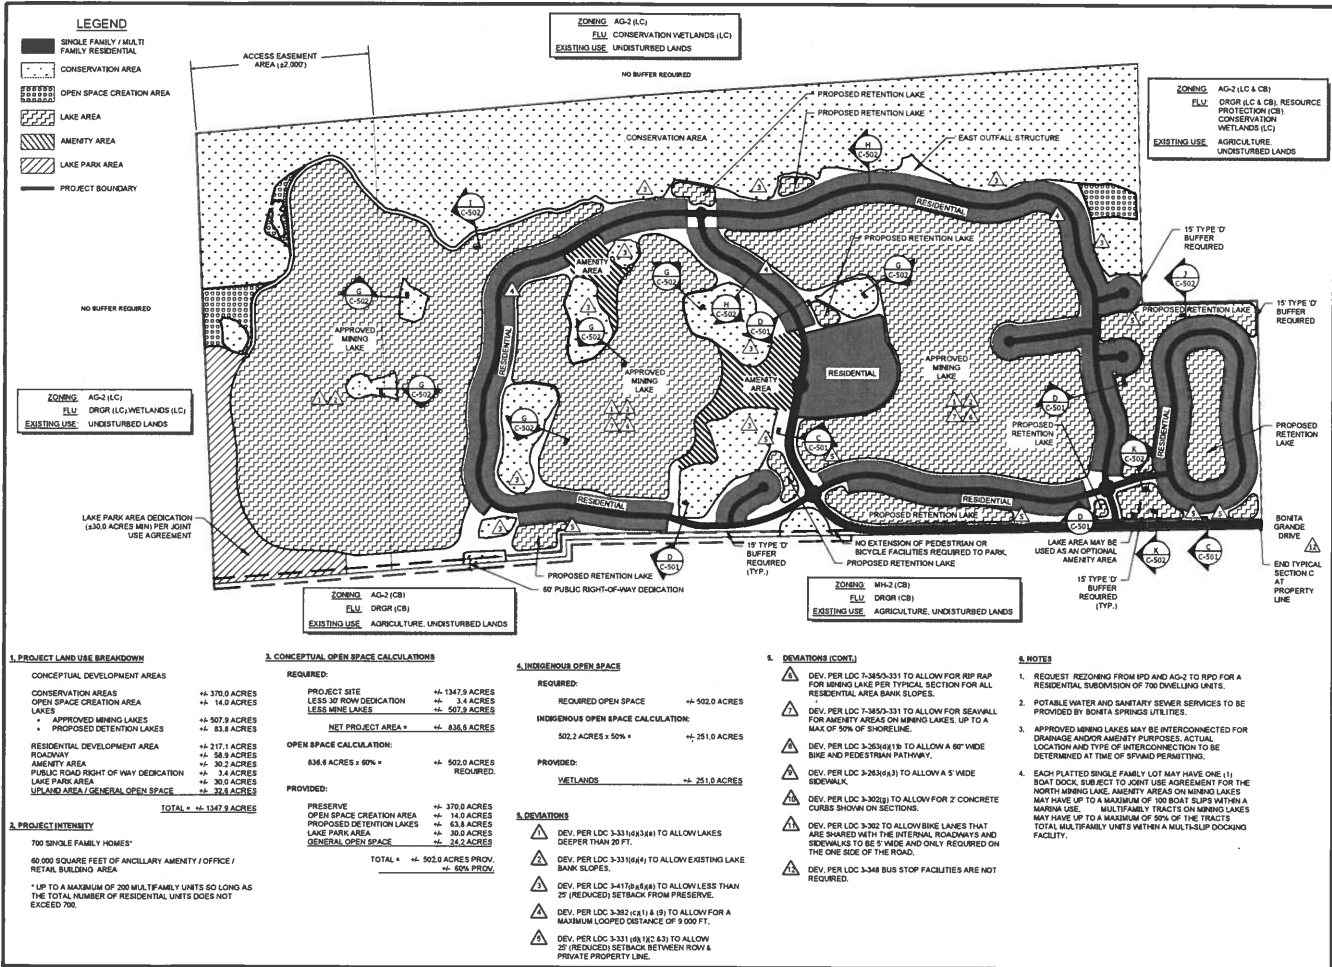 LEGEND
SINGLE FAMILY / MULTI
FAMILY RESIDENTIAL
CONSERVATION AREA
OPEN SPACE CREATION AREA
LAKE AREA
AMENITY AREA
LAKE PARK AREA
PROJECT BOUNDARY
ACCESS EASEMENT
AREA (±2,000')
ZONING AG-2 (LC)
FLU CONSERVATION WETLANDS (LC)
EXISTING USE UNDISTURBED LANDS
NO BUFFER REQUIRED
ZONING AG-2 (LC & CB)
FLU DRGR (LC & CB), RESOURCE
PROTECTION (CB),
CONSERVATION
WETLANDS (LC)
EXISTING USE AGRICULTURE,
UNDISTURBED LANDS
PROPOSED RETENTION LAKE
PROPOSED RETENTION LAKE
CONSERVATION AREA
EAST OUTFALL STRUCTURE
H
C-502
I
C-502
RESIDENTIAL
PROPOSED RETENTION LAKE
15' TYPE 'D'
BUFFER
REQUIRED
AMENITY
AREA
G
C-502
G
C-502
G
C-502
J
C-502
NO BUFFER REQUIRED
H
C-502
D
C-501
G
C-502
PROPOSED RETENTION LAKE
15' TYPE 'D'
BUFFER
REQUIRED
APPROVED
MINING
LAKE
RESIDENTIAL
APPROVED
MINING
LAKE
AMENITY
AREA
RESIDENTIAL
APPROVED
MINING
LAKE
G
C-502
D
C-501
ZONING AG-2 (LC)
FLU DRGR (LC),WETLANDS (LC)
EXISTING USE UNDISTURBED LANDS
G
C-502
C
C-501
PROPOSED
RETENTION
LAKE
RESIDENTIAL
K
C-502
PROPOSED
RETENTION
LAKE
LAKE PARK AREA DEDICATION
(±30.0 ACRES MIN) PER JOINT
USE AGREEMENT
RESIDENTIAL
RESIDENTIAL
PROPOSED RETENTION LAKE
D
C-501
BONITA
GRANDE
DRIVE
12
15' TYPE 'D'
BUFFER
REQUIRED
(TYP.)
NO EXTENSION OF PEDESTRIAN OR
BICYCLE FACILITIES REQUIRED TO PARK.
PROPOSED RETENTION LAKE
LAKE AREA MAY BE
USED AS AN OPTIONAL
AMENITY AREA
K
C-502
C
C-501
D
C-501
PROPOSED RETENTION LAKE
60' PUBLIC RIGHT-OF-WAY DEDICATION
15' TYPE 'D'
BUFFER
REQUIRED
(TYP.)
END TYPICAL
SECTION C
AT
PROPERTY
LINE
ZONING AG-2 (CB)
FLU DRGR (CB)
EXISTING USE AGRICULTURE, UNDISTURBED LANDS
ZONING MH-2 (CB)
FLU DRGR (CB)
EXISTING USE AGRICULTURE, UNDISTURBED LANDS
1. PROJECT LAND USE BREAKDOWN
CONCEPTUAL DEVELOPMENT AREAS
CONSERVATION AREAS +/- 370.0 ACRES
OPEN SPACE CREATION AREA +/- 14.0 ACRES
LAKES
• APPROVED MINING LAKES +/- 507.9 ACRES
• PROPOSED DETENTION LAKES +/- 83.8 ACRES
RESIDENTIAL DEVELOPMENT AREA +/- 217.1 ACRES
ROADWAY +/- 58.9 ACRES
AMENITY AREA +/- 30.2 ACRES
PUBLIC ROAD RIGHT OF WAY DEDICATION +/- 3.4 ACRES
LAKE PARK AREA +/- 30.0 ACRES
UPLAND AREA / GENERAL OPEN SPACE +/- 32.6 ACRES
TOTAL = +/- 1347.9 ACRES
2. PROJECT INTENSITY
700 SINGLE FAMILY HOMES*
60,000 SQUARE FEET OF ANCILLARY AMENITY / OFFICE /
RETAIL BUILDING AREA
* UP TO A MAXIMUM OF 200 MULTIFAMILY UNITS SO LONG AS
THE TOTAL NUMBER OF RESIDENTIAL UNITS DOES NOT
EXCEED 700.
3. CONCEPTUAL OPEN SPACE CALCULATIONS
REQUIRED:
PROJECT SITE +/- 1347.9 ACRES
LESS 30' ROW DEDICATION +/- 3.4 ACRES
LESS MINE LAKES +/- 507.9 ACRES
NET PROJECT AREA = +/- 836.6 ACRES
OPEN SPACE CALCULATION:
836.6 ACRES x 60% = +/- 502.0 ACRES
REQUIRED.
PROVIDED:
PRESERVE +/- 370.0 ACRES
OPEN SPACE CREATION AREA +/- 14.0 ACRES
PROPOSED DETENTION LAKES +/- 63.8 ACRES
LAKE PARK AREA +/- 30.0 ACRES
GENERAL OPEN SPACE +/- 24.2 ACRES
TOTAL = +/- 502.0 ACRES PROV.
+/- 60% PROV.
4. INDIGENOUS OPEN SPACE
REQUIRED:
REQUIRED OPEN SPACE +/- 502.0 ACRES
INDIGENOUS OPEN SPACE CALCULATION:
502.2 ACRES x 50% = +/- 251.0 ACRES
PROVIDED:
WETLANDS +/- 251.0 ACRES
5. DEVIATIONS
1 DEV. PER LDC 3-331(d)(3)(a) TO ALLOW LAKES
DEEPER THAN 20 FT.
2 DEV. PER LDC 3-331(d)(4) TO ALLOW EXISTING LAKE
BANK SLOPES.
3 DEV. PER LDC 3-417(b)(6)(a) TO ALLOW LESS THAN
25' (REDUCED) SETBACK FROM PRESERVE.
4 DEV. PER LDC 3-392 (c)(1) & (9) TO ALLOW FOR A
MAXIMUM LOOPED DISTANCE OF 9,000 FT.
5 DEV. PER LDC 3-331 (d)(1)(2 &3) TO ALLOW
25' (REDUCED) SETBACK BETWEEN ROW &
PRIVATE PROPERTY LINE.
5. DEVIATIONS (CONT.)
6 DEV. PER LDC 7-385/3-331 TO ALLOW FOR RIP RAP
FOR MINING LAKE PER TYPICAL SECTION FOR ALL
RESIDENTIAL AREA BANK SLOPES.
7 DEV. PER LDC 7-385/3-331 TO ALLOW FOR SEAWALL
FOR AMENITY AREAS ON MINING LAKES. UP TO A
MAX OF 50% OF SHORELINE.
8 DEV. PER LDC 3-263(d)(1)b TO ALLOW A 60" WIDE
BIKE AND PEDESTRIAN PATHWAY.
9 DEV. PER LDC 3-263(d)(3) TO ALLOW A 5' WIDE
SIDEWALK.
10 DEV. PER LDC 3-302(g) TO ALLOW FOR 2' CONCRETE
CURBS SHOWN ON SECTIONS.
11 DEV. PER LDC 3-302 TO ALLOW BIKE LANES THAT
ARE SHARED WITH THE INTERNAL ROADWAYS AND
SIDEWALKS TO BE 5' WIDE AND ONLY REQUIRED ON
THE ONE SIDE OF THE ROAD.
12 DEV. PER LDC 3-348 BUS STOP FACILITIES ARE NOT
REQUIRED.
6. NOTES
1. REQUEST REZONING FROM IPD AND AG-2 TO RPD FOR A
RESIDENTIAL SUBDIVISION OF 700 DWELLING UNITS.
2. POTABLE WATER AND SANITARY SEWER SERVICES TO BE
PROVIDED BY BONITA SPRINGS UTILITIES.
3. APPROVED MINING LAKES MAY BE INTERCONNECTED FOR
DRAINAGE AND/OR AMENITY PURPOSES. ACTUAL
LOCATION AND TYPE OF INTERCONNECTION TO BE
DETERMINED AT TIME OF SFWMD PERMITTING.
4. EACH PLATTED SINGLE FAMILY LOT MAY HAVE ONE (1)
BOAT DOCK, SUBJECT TO JOINT USE AGREEMENT FOR THE
NORTH MINING LAKE. AMENITY AREAS ON MINING LAKES
MAY HAVE UP TO A MAXIMUM OF 100 BOAT SLIPS WITHIN A
MARINA USE. MULTIFAMILY TRACTS ON MINING LAKES
MAY HAVE UP TO A MAXIMUM OF 50% OF THE TRACTS
TOTAL MULTIFAMILY UNITS WITHIN A MULTI-SLIP DOCKING
FACILITY.